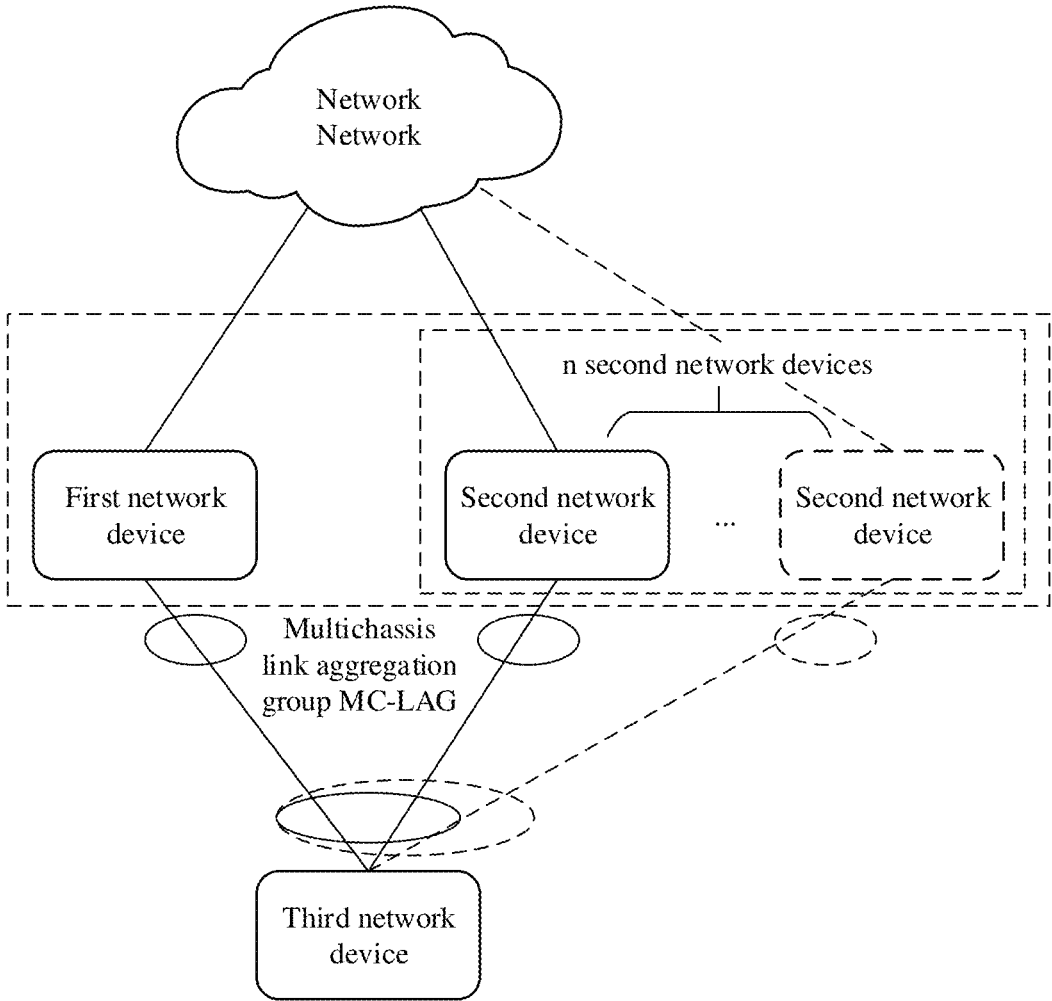 Network
Network
n second network devices
First network
device
Second network
device
...
Second network
device
Multichassis
link aggregation
group MC-LAG
Third network
device